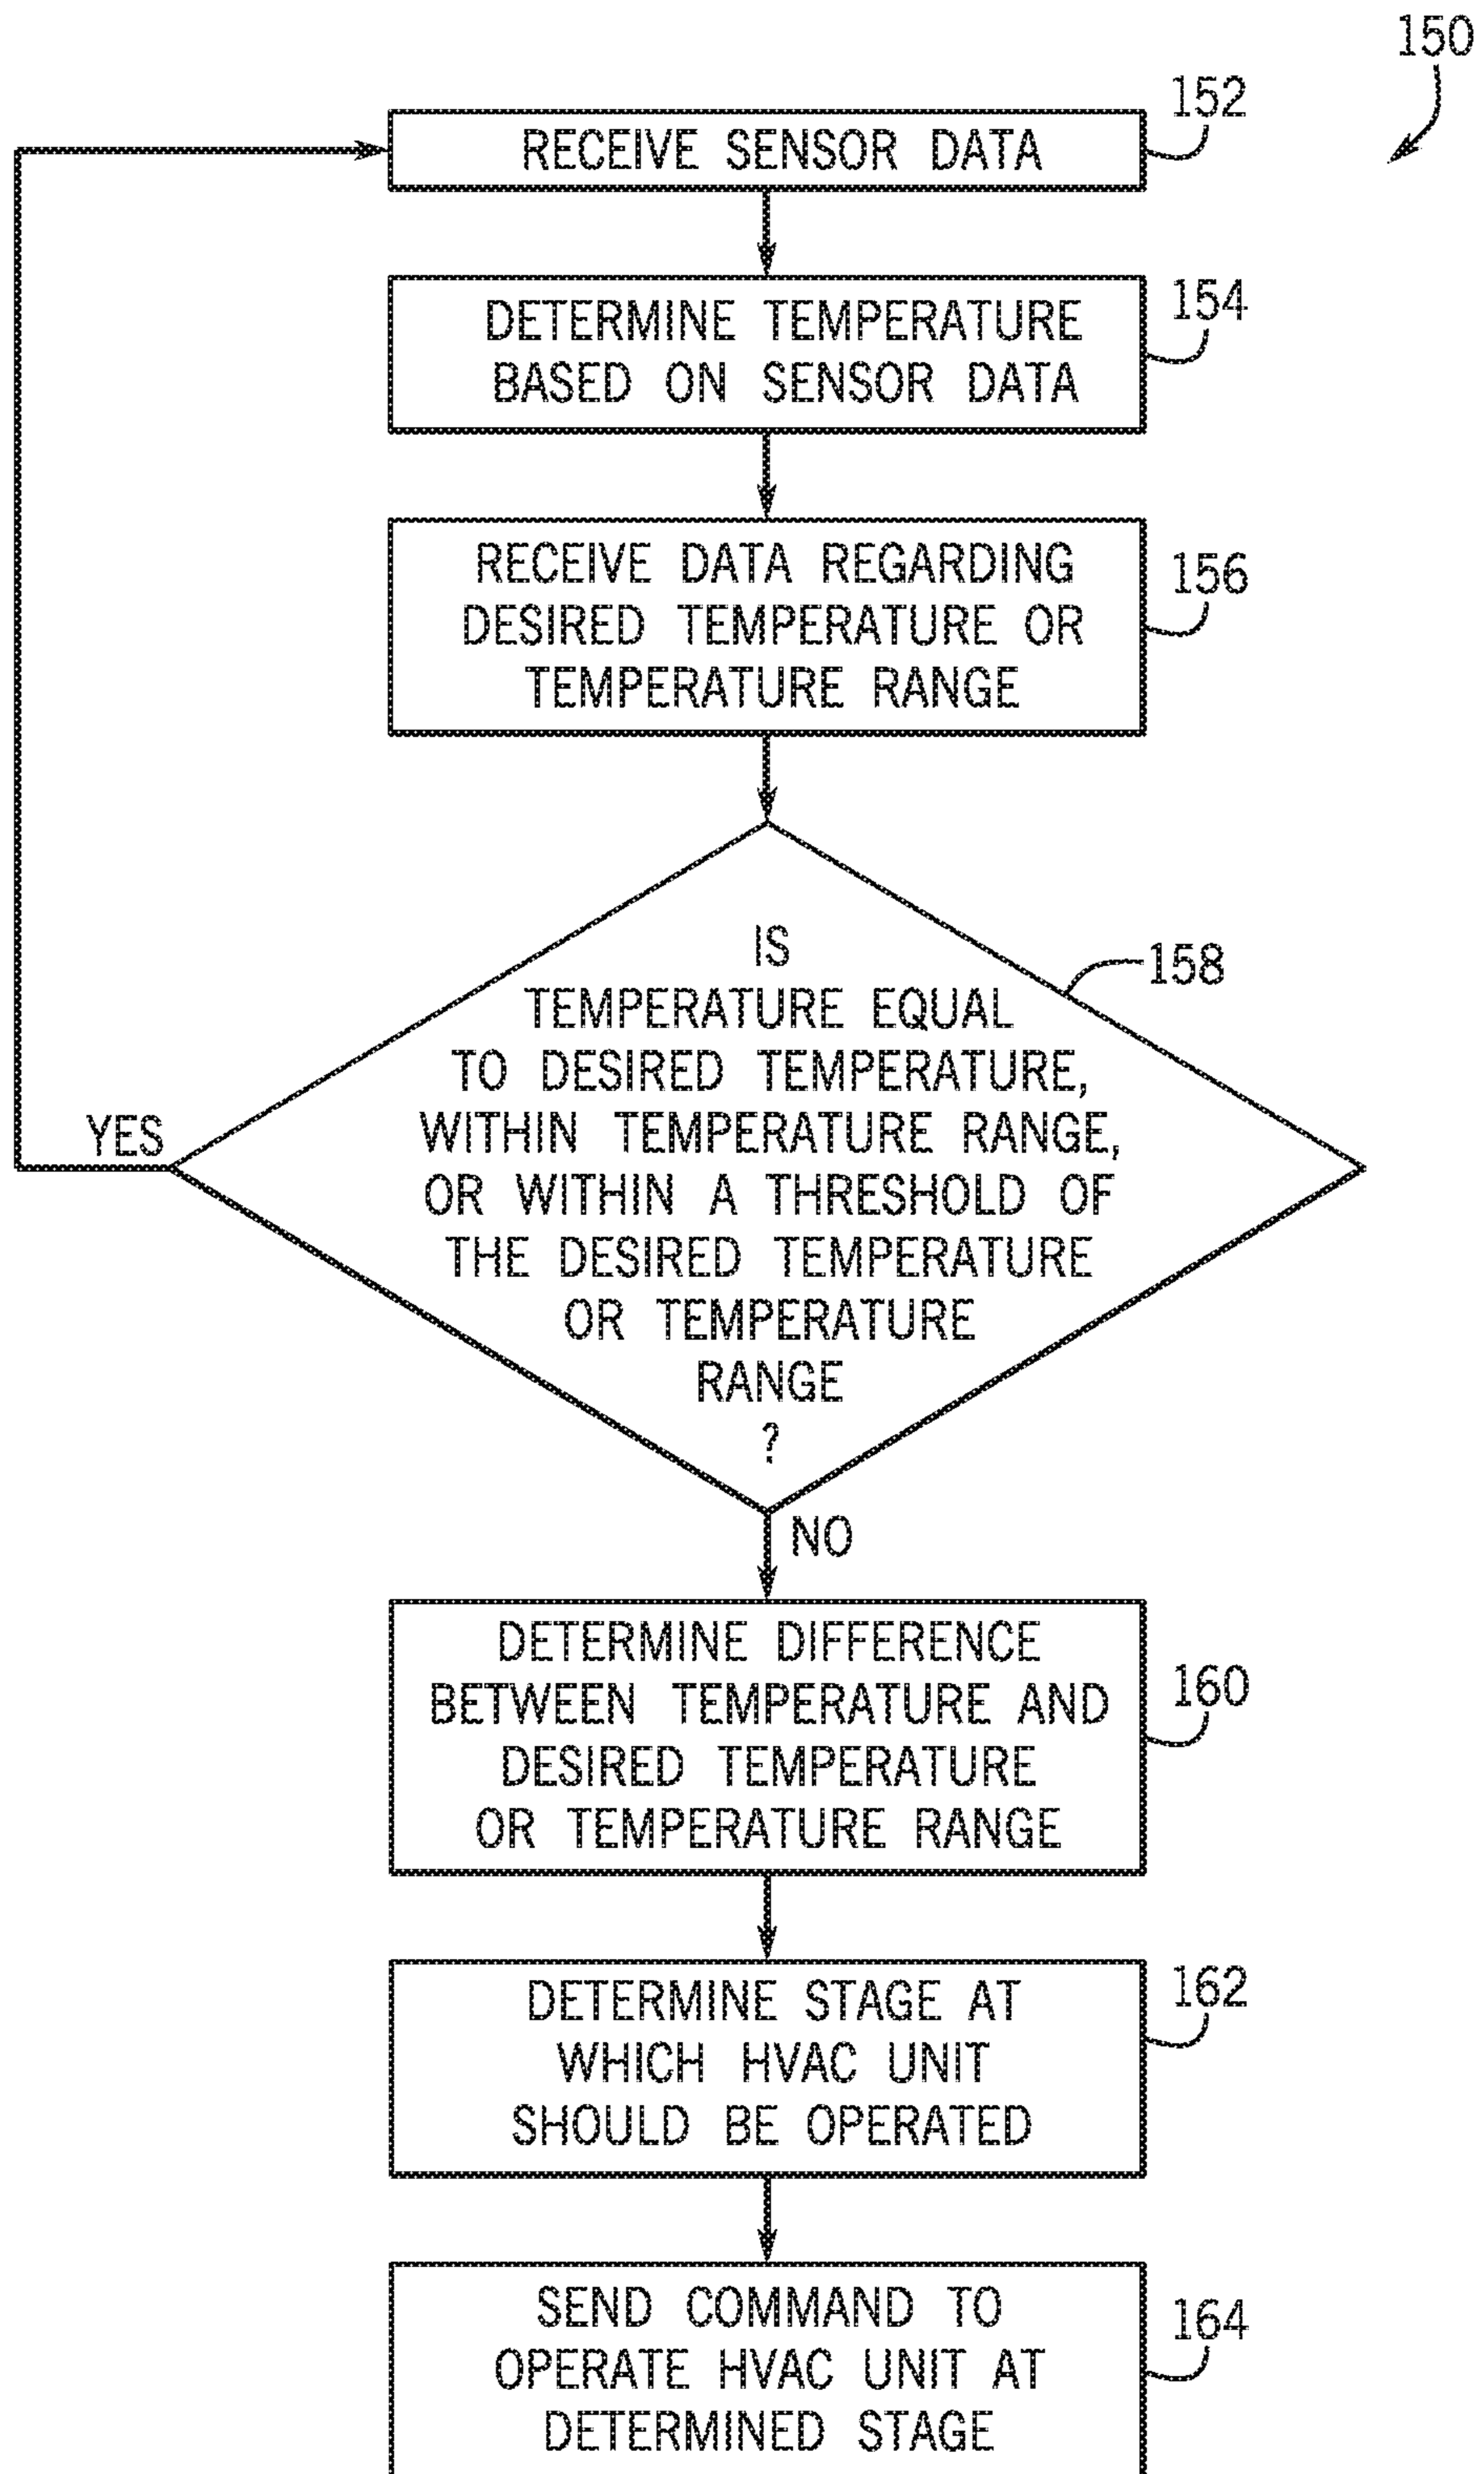 150
152
RECEIVE SENSOR DATA
154
DETERMINE TEMPERATURE
BASED ON SENSOR DATA
156
RECEIVE DATA REGARDING
DESIRED TEMPERATURE OR
TEMPERATURE RANGE
158
IS
TEMPERATURE EQUAL
TO DESIRED TEMPERATURE,
WITHIN TEMPERATURE RANGE,
OR WITHIN A THRESHOLD OF
THE DESIRED TEMPERATURE
OR TEMPERATURE
RANGE
?
YES
NO
160
DETERMINE DIFFERENCE
BETWEEN TEMPERATURE AND
DESIRED TEMPERATURE
OR TEMPERATURE RANGE
162
DETERMINE STAGE AT
WHICH HVAC UNIT
SHOULD BE OPERATED
164
SEND COMMAND TO
OPERATE HVAC UNIT AT
DETERMINED STAGE